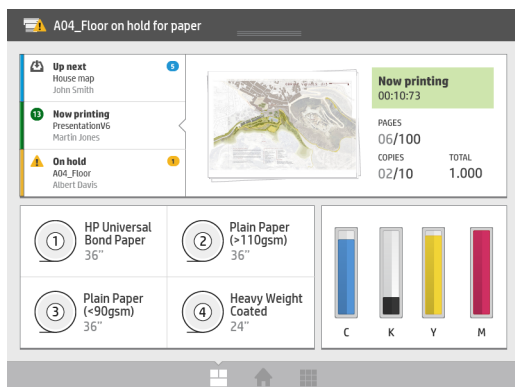 A04_Floor on hold for paper
Up next
5
House map
John Smith
13
Now printing
PresentationV6
Martin Jones
On hold
1
A04_Floor
Albert Davis
Now printing
00:10:73
PAGES
06/100
COPIES
TOTAL
02/10
1.000
1
HP Universal
Bond Paper
36”
2
Plain Paper
(>110gsm)
36”
3
Plain Paper
(<90gsm)
36”
4
Heavy Weight
Coated
24”
C
K
Y
M